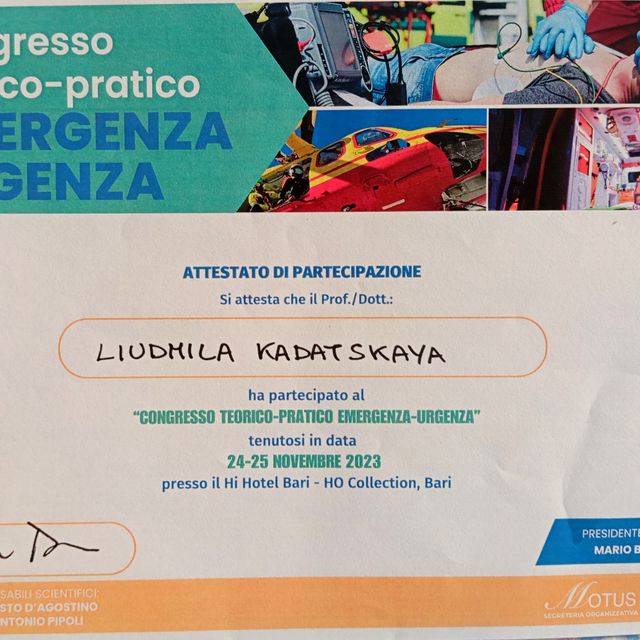 gresso
co-pratico
ERGENZA
GENZA
ATTESTATO DI PARTECIPAZIONE
Si attesta che il Prof./Dott.:
LIUDMILA KADATSKAYA
ha partecipato al
"CONGRESSO TEORICO-PRATICO EMERGENZA-URGENZA"
tenutosi in data
24-25 NOVEMBRE 2023
presso il Hi Hotel Bari - HO Collection, Bari
PRESIDENTE
MARIO B
SABILI SCIENTIFICI:
STO D'AGOSTINO
NTONIO PIPOLI
MOTUS
SEGRETERIA ORGANIZZATIVA